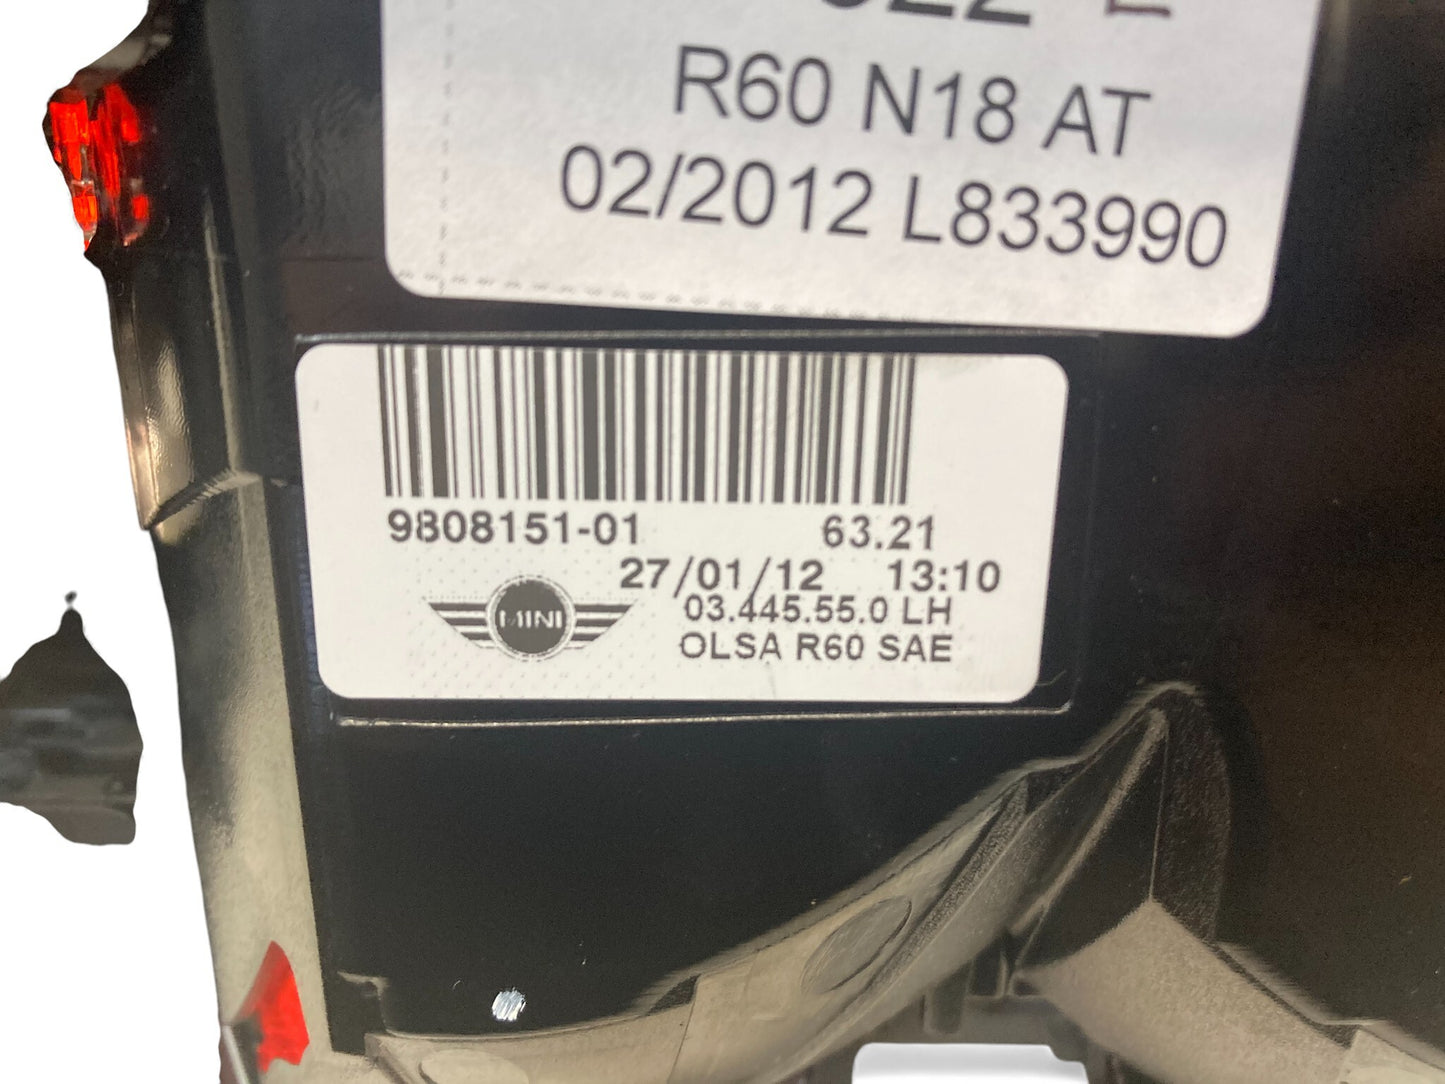 R60 N18 AT
02/2012 L833990
9808151-01 63.21
27/01/12 13:10
03.445.55.0 LH
MINI
OLSA R60 SAE